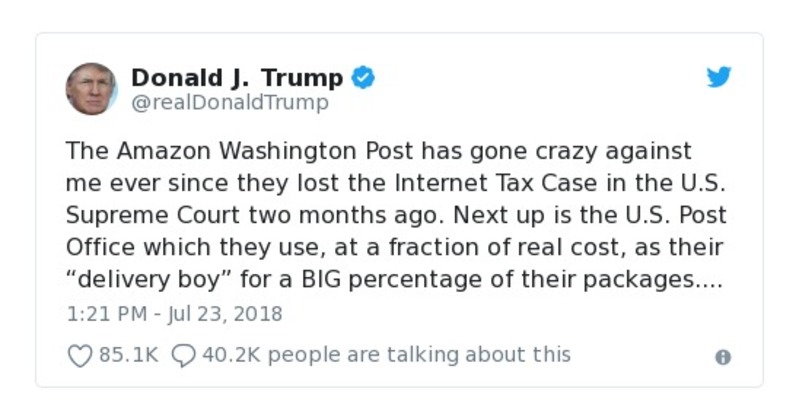 Donald J. Trump
@realDonaldTrump
The Amazon Washington Post has gone crazy against
me ever since they lost the Internet Tax Case in the U.S.
Supreme Court two months ago. Next up is the U.S. Post
Office which they use, at a fraction of real cost, as their
“delivery boy” for a BIG percentage of their packages....
1:21 PM - Jul 23, 2018
85.1K 40.2K people are talking about this